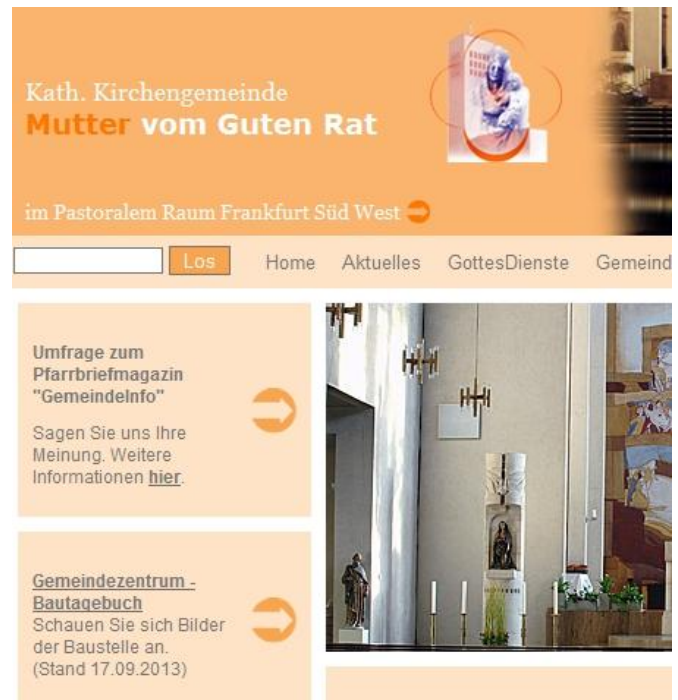 Kath. Kirchengemeinde
Mutter vom Guten Rat
im Pastoralem Raum Frankfurt Süd West
Los Home Aktuelles GottesDienste Gemeind
Umfrage zum
Pfarrbriefmagazin
"GemeindeInfo"
Sagen Sie uns Ihre
Meinung. Weitere
Informationen hier.
Gemeindezentrum -
Bautagebuch
Schauen Sie sich Bilder
der Baustelle an.
(Stand 17.09.2013)